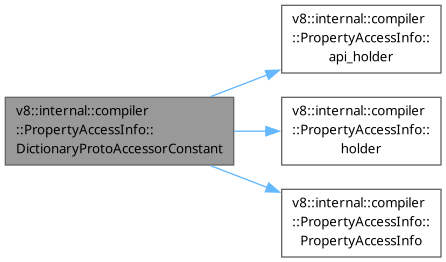 v8::internal::compiler
::PropertyAccessInfo::
DictionaryProtoAccessorConstant
v8::internal::compiler
::PropertyAccessInfo::
api_holder
v8::internal::compiler
::PropertyAccessInfo::
holder
v8::internal::compiler
::PropertyAccessInfo::
PropertyAccessInfo